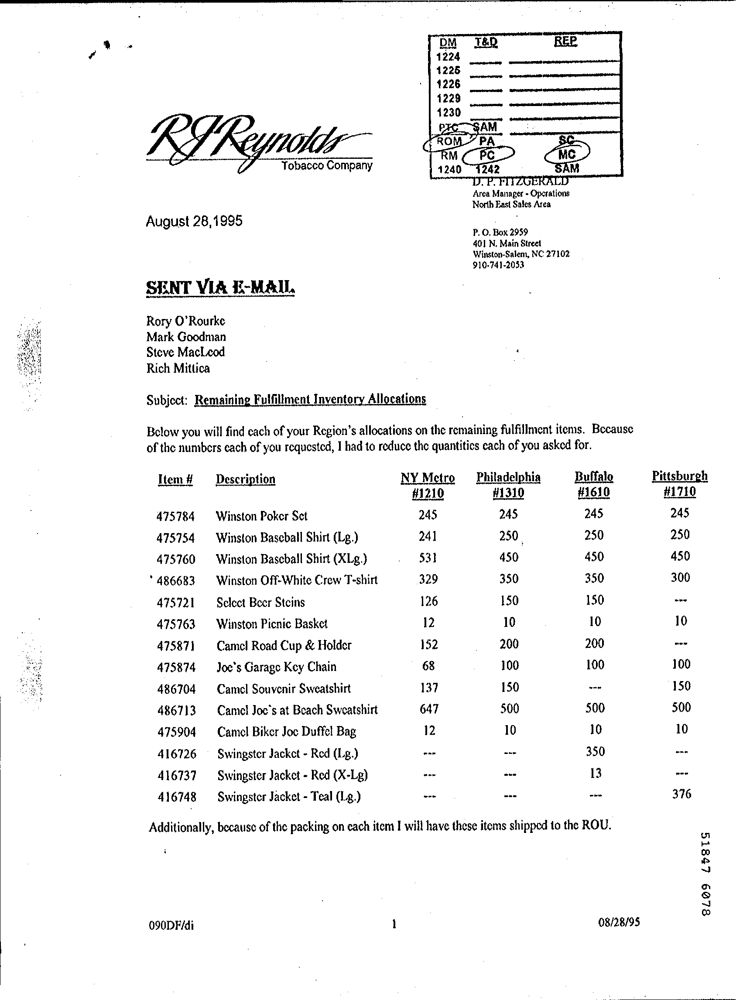 DM T&D REP
1224
1225
1226
1229
1230
PTC SAM
ROM PA SC
RM PC MC
1240 1242 SAM
RJReynolds
Tobacco Company
D. P. FITZGERALD
Area Manager - Operations
North East Sales Area
August 28,1995
P. O. Box 2959
401 N. Main Street
Winston-Salem, NC 27102
910-741-2053
SENT VIA E-MAIL
Rory O'Rourke
Mark Goodman
Steve MacLeod
Rich Mittica
Subject: Remaining Fulfillment Inventory Allocations
Below you will find each of your Region's allocations on the remaining fulfillment items. Because
of the numbers each of you requested, I had to reduce the quantities each of you asked for.
Item # Description NY Metro Philadelphia Buffalo Pittsburgh
#1210 #1310 #1610 #1710
475784 Winston Poker Set 245 245 245 245
475754 Winston Baseball Shirt (Lg.) 241 250 250 250
475760 Winston Baseball Shirt (XLg.) 531 450 450 450
486683 Winston Off-White Crew T-shirt 329 350 350 300
475721 Select Beer Steins 126 150 150 ---
475763 Winston Picnic Basket 12 10 10 10
475871 Camel Road Cup & Holder 152 200 200 ---
475874 Joe's Garage Key Chain 68 100 100 100
486704 Camel Souvenir Sweatshirt 137 150 --- 150
486713 Camel Joe's at Beach Sweatshirt 647 500 500 500
475904 Camel Biker Joe Duffel Bag 12 10 10 10
416726 Swingster Jacket - Red (Lg.) --- --- 350 ---
416737 Swingster Jacket - Red (X-Lg) --- --- 13 ---
416748 Swingster Jacket - Teal (Lg.) --- --- --- 376
Additionally, because of the packing on each item I will have these items shipped to the ROU.
51847 6078
090DF/di 1 08/28/95